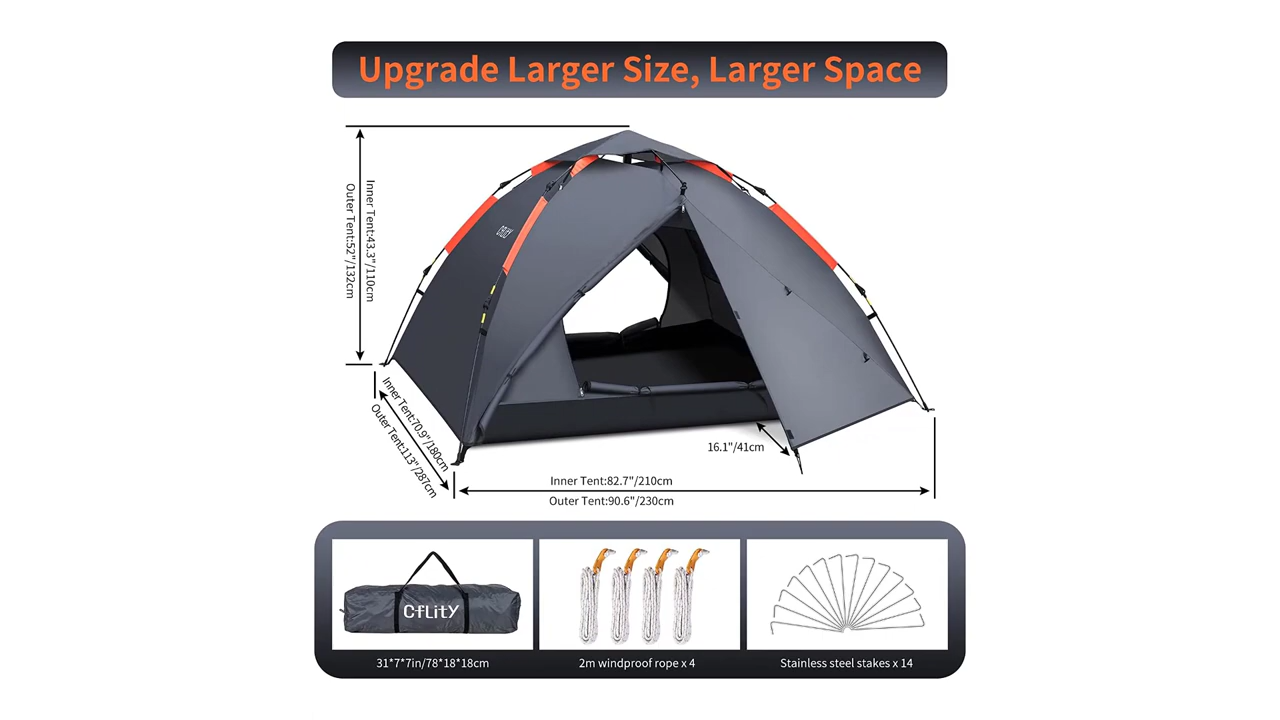 Upgrade Larger Size, Larger Space
Inner Tent:43.3"/110cm
Outer Tent:52"/132cm
CflitY
Inner Tent:70.9"/180cm
Outer Tent:113"/287cm
16.1"/41cm
Inner Tent:82.7"/210cm
Outer Tent:90.6"/230cm
CfLitY
31*7*7in/78*18*18cm
2m windproof rope x 4
Stainless steel stakes x 14